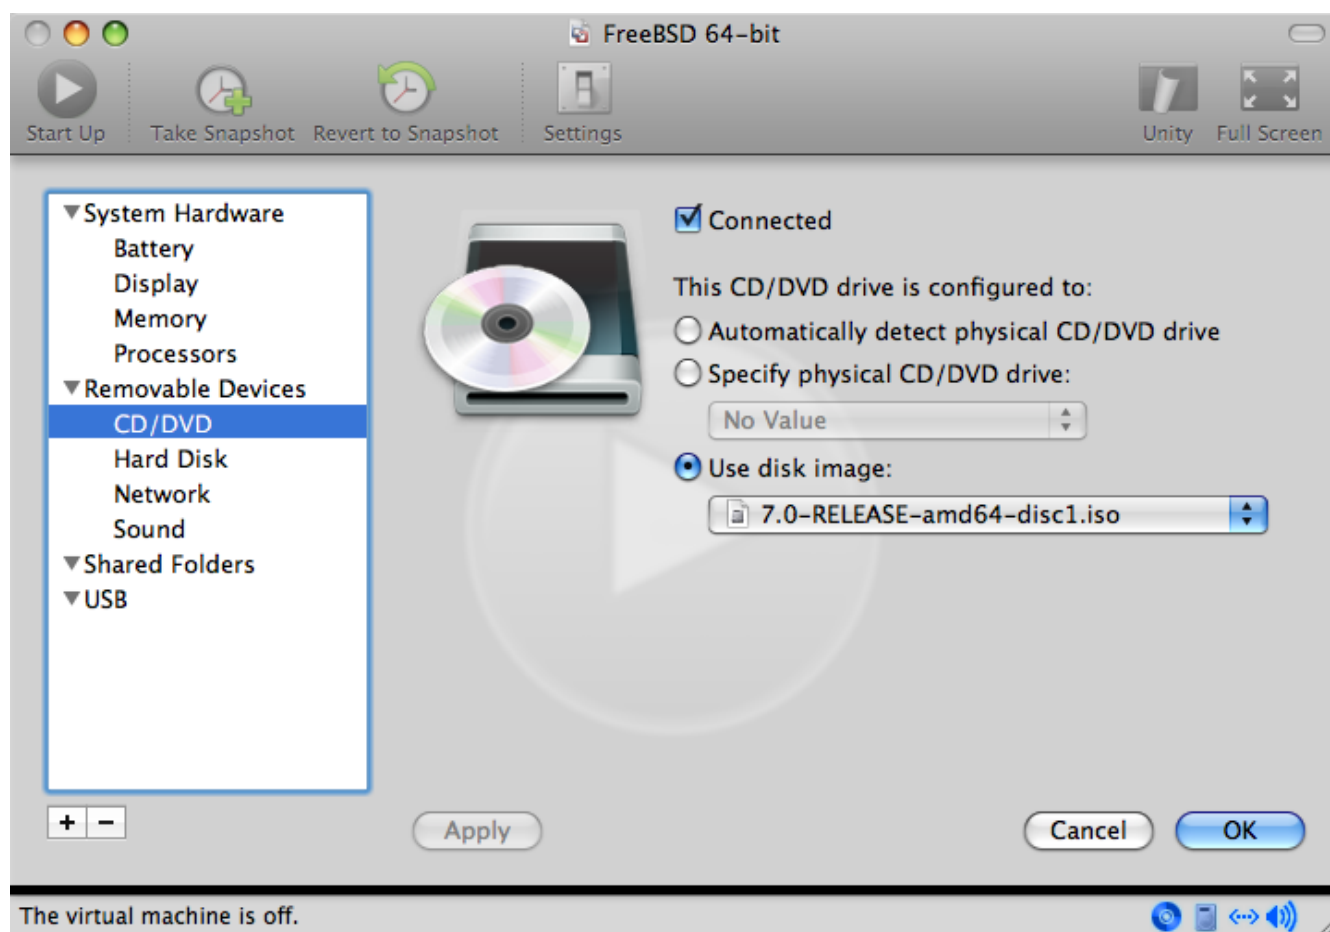 FreeBSD 64-bit
Start Up Take Snapshot Revert to Snapshot Settings Unity Full Screen
System Hardware
Battery
Display
Memory
Processors
Removable Devices
CD/DVD
Hard Disk
Network
Sound
Shared Folders
USB
Connected
This CD/DVD drive is configured to:
Automatically detect physical CD/DVD drive
Specify physical CD/DVD drive:
No Value
Use disk image:
7.0-RELEASE-amd64-disc1.iso
+ -
Apply Cancel OK
The virtual machine is off.